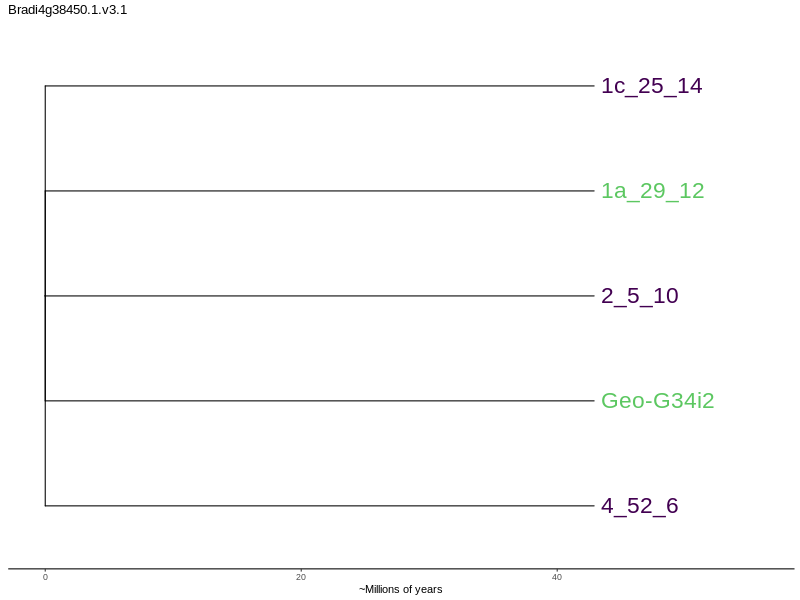 Bradi4g38450.1.v3.1
1c_25_14
1a_29_12
2_5_10
Geo-G34i2
4_52_6
0 20 40
~Millions of years